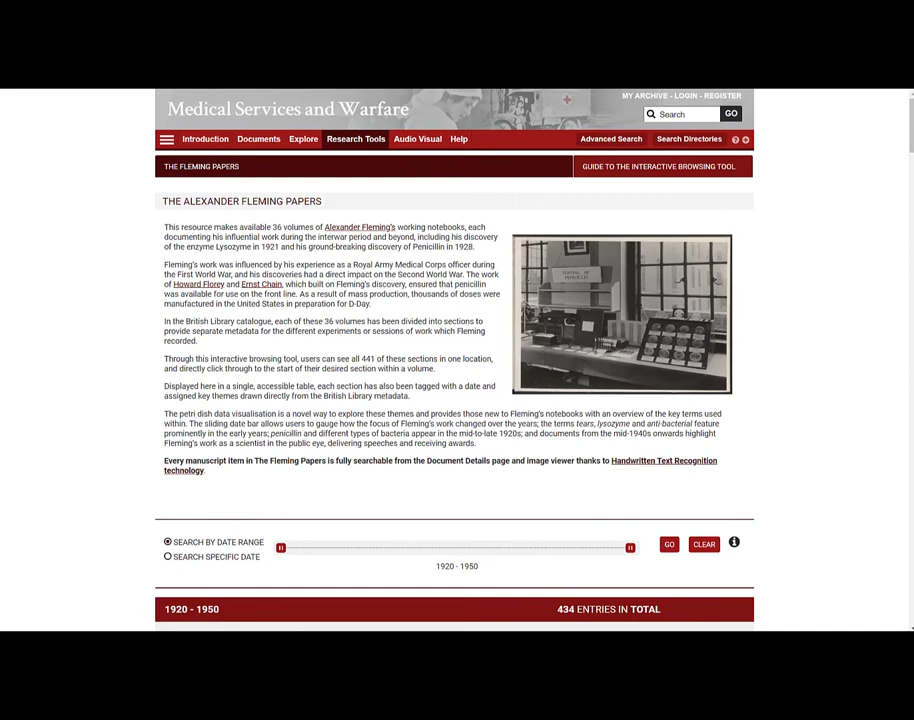 MY ARCHIVE - LOGIN - REGISTER
Medical Services and Warfare
Search
GO
Introduction Documents Explore Research Tools Audio Visual Help Advanced Search Search Directories
THE FLEMING PAPERS
GUIDE TO THE INTERACTIVE BROWSING TOOL
THE ALEXANDER FLEMING PAPERS
This resource makes available 36 volumes of Alexander Fleming's working notebooks, each
documenting his influential work during the interwar period and beyond, including his discovery
of the enzyme Lysozyme in 1921 and his ground-breaking discovery of Penicillin in 1928.
Fleming's work was influenced by his experience as a Royal Army Medical Corps officer during
the First World War, and his discoveries had a direct impact on the Second World War. The work
of Howard Florey and Ernst Chain, which built on Fleming's discovery, ensured that penicillin
was available for use on the front line. As a result of mass production, thousands of doses were
manufactured in the United States in preparation for D-Day.
In the British Library catalogue, each of these 36 volumes has been divided into sections to
provide separate metadata for the different experiments or sessions of work which Fleming
recorded.
Through this interactive browsing tool, users can see all 441 of these sections in one location,
and directly click through to the start of their desired section within a volume.
Displayed here in a single, accessible table, each section has also been tagged with a date and
assigned key themes drawn directly from the British Library metadata.
The petri dish data visualisation is a novel way to explore these themes and provides those new to Fleming's notebooks with an overview of the key terms used
within. The sliding date bar allows users to gauge how the focus of Fleming's work changed over the years; the terms tears, lysozyme and anti-bacterial feature
prominently in the early years; penicillin and different types of bacteria appear in the mid-to-late 1920s; and documents from the mid-1940s onwards highlight
Fleming's work as a scientist in the public eye, delivering speeches and receiving awards.
Every manuscript item in The Fleming Papers is fully searchable from the Document Details page and image viewer thanks to Handwritten Text Recognition
technology.
SEARCH BY DATE RANGE
SEARCH SPECIFIC DATE
GO
CLEAR
1920 - 1950
1920 - 1950
434 ENTRIES IN TOTAL